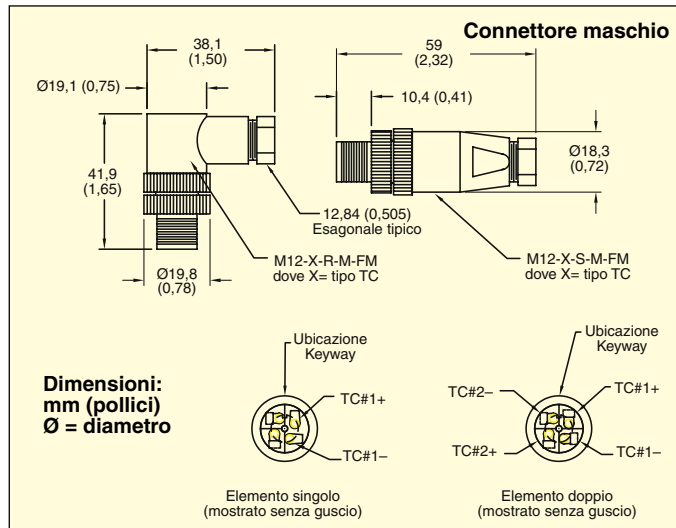 Connettore maschio
38,1
(1,50)
59
(2,32)
Ø19,1 (0,75)
10,4 (0,41)
41,9
(1,65)
Ø18,3
(0,72)
12,84 (0,505)
Esagonale tipico
M12-X-R-M-FM
dove X= tipo TC
M12-X-S-M-FM
dove X= tipo TC
Ø19,8
(0,78)
Dimensioni:
mm (pollici)
Ø = diametro
Ubicazione
Keyway
TC#1+
TC#1–
Elemento singolo
(mostrato senza guscio)
Ubicazione
Keyway
TC#2–
TC#1+
TC#2+
TC#1–
Elemento doppio
(mostrato senza guscio)